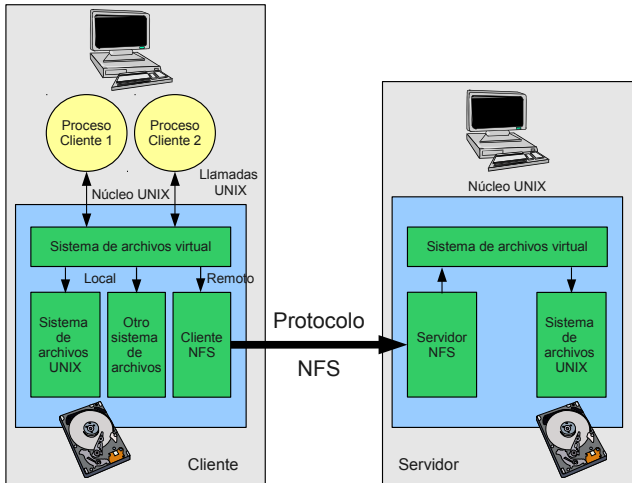 Proceso
Cliente 1
Proceso
Cliente 2
Llamadas
UNIX
Núcleo UNIX
Sistema de archivos virtual
Local
Remoto
Sistema
de
archivos
UNIX
Otro
sistema
de
archivos
Cliente
NFS
Cliente
Protocolo
NFS
Núcleo UNIX
Sistema de archivos virtual
Servidor
NFS
Sistema
de
archivos
UNIX
Servidor